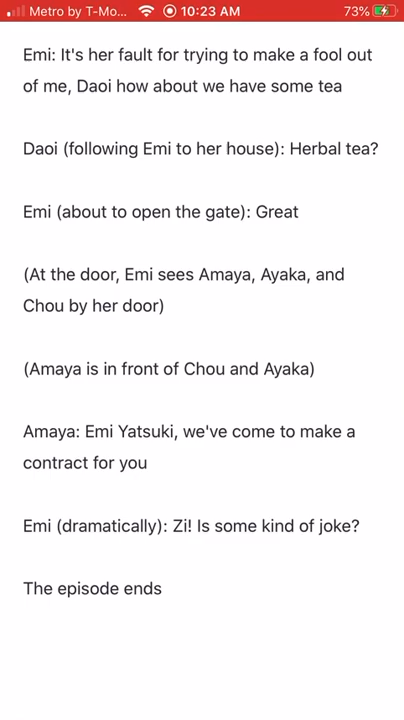 Metro by T-Mo... 10:23 AM 73%
Emi: It's her fault for trying to make a fool out
of me, Daoi how about we have some tea
Daoi (following Emi to her house): Herbal tea?
Emi (about to open the gate): Great
(At the door, Emi sees Amaya, Ayaka, and
Chou by her door)
(Amaya is in front of Chou and Ayaka)
Amaya: Emi Yatsuki, we've come to make a
contract for you
Emi (dramatically): Zi! Is some kind of joke?
The episode ends